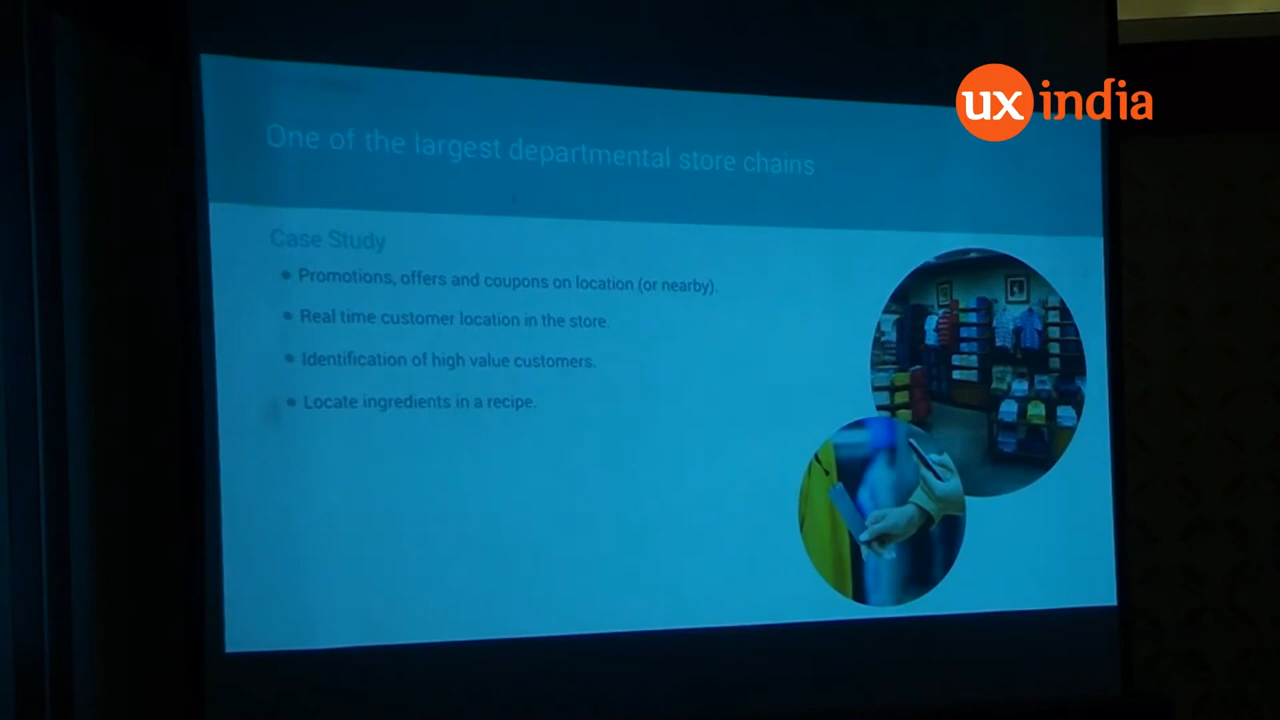 ux india
One of the largest departmental store chains
Case Study
• Promotions, offers and coupons on location (or nearby).
• Real time customer location in the store.
• Identification of high value customers.
• Locate ingredients in a recipe.